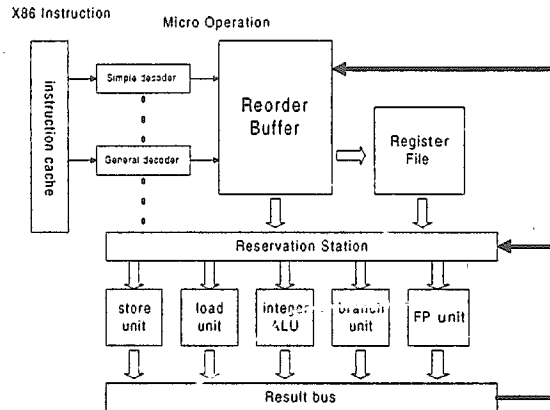 X86 Instruction
Micro Operation
instruction cache
Simple decoder
General decoder
Reorder
Buffer
Register
File
Reservation Station
store
unit
load
unit
integer
ALU
branch
unit
FP unit
Result bus